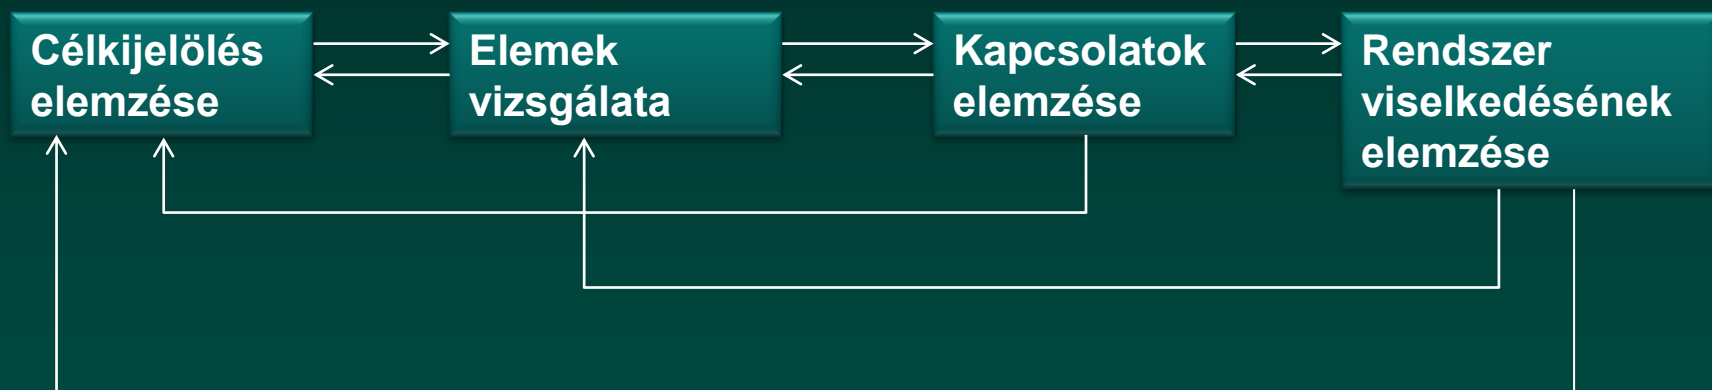 Célkijelölés
elemzése
Elemek
vizsgálata
Kapcsolatok
elemzése
Rendszer
viselkedésének
elemzése